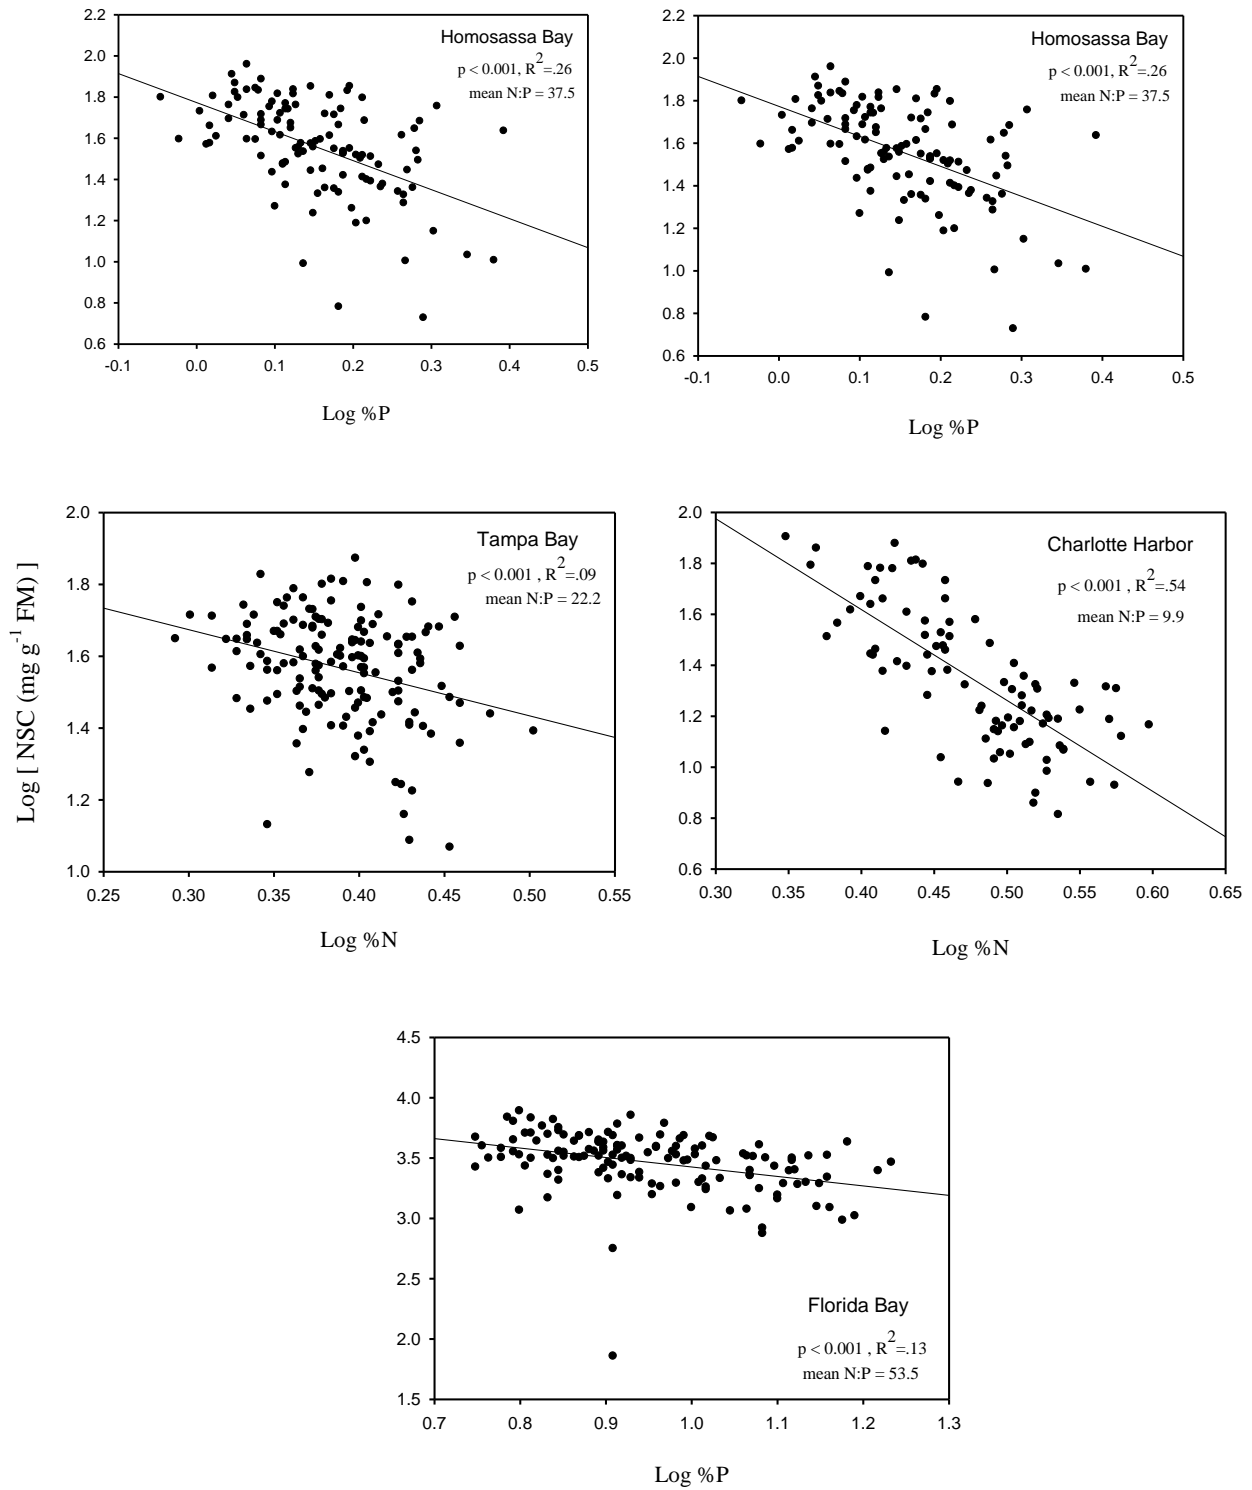 2.2
2.0
1.8
1.6
1.4
1.2
1.0
0.8
0.6
Homosassa Bay
p < 0.001, R2=.26
mean N:P = 37.5
-0.1 0.0 0.1 0.2 0.3 0.4 0.5
Log %P
2.2
2.0
1.8
1.6
1.4
1.2
1.0
0.8
0.6
Homosassa Bay
p < 0.001, R2=.26
mean N:P = 37.5
-0.1 0.0 0.1 0.2 0.3 0.4 0.5
Log %P
Log [ NSC (mg g-1 FM) ]
2.0
1.8
1.6
1.4
1.2
1.0
Tampa Bay
p < 0.001 , R2=.09
mean N:P = 22.2
0.25 0.30 0.35 0.40 0.45 0.50 0.55
Log %N
2.0
1.8
1.6
1.4
1.2
1.0
0.8
0.6
Charlotte Harbor
p < 0.001 , R2=.54
mean N:P = 9.9
0.30 0.35 0.40 0.45 0.50 0.55 0.60 0.65
Log %N
4.5
4.0
3.5
3.0
2.5
2.0
1.5
Florida Bay
p < 0.001 , R2=.13
mean N:P = 53.5
0.7 0.8 0.9 1.0 1.1 1.2 1.3
Log %P